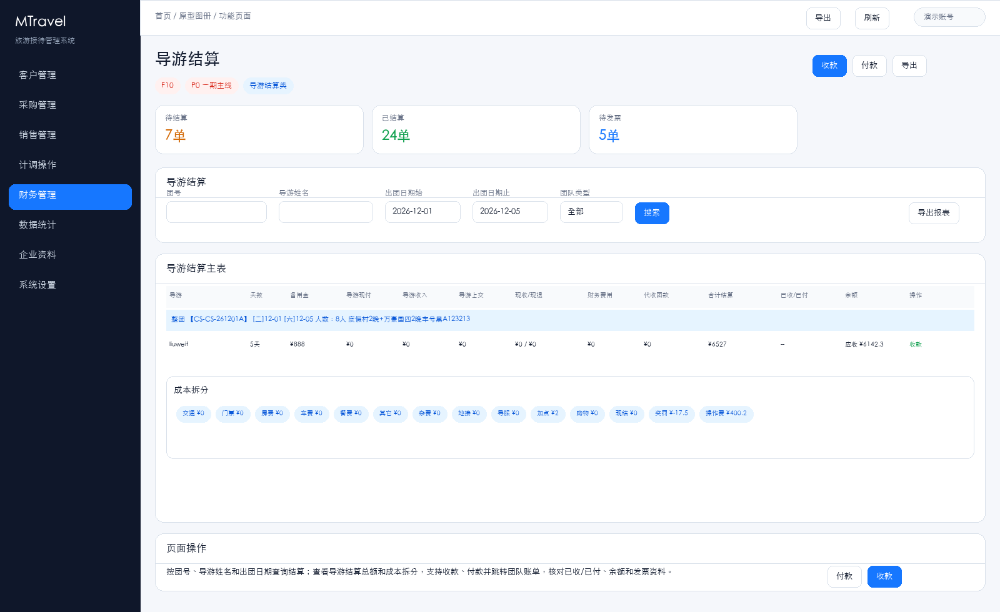 MTravel
旅游接待管理系统
客户管理
采购管理
销售管理
计调操作
财务管理
数据统计
企业资料
系统设置
首页 / 原型图册 / 功能页面
导出
刷新
演示账号
导游结算
收款
付款
导出
F10
P0 一期主线
导游结算类
待结算
7单
已结算
24单
待发票
5单
导游结算
团号
导游姓名
出团日期始
出团日期止
团队类型
2026-12-01
2026-12-05
全部
搜索
导出报表
导游结算主表
导游 天数 备用金 导游现付 导游收入 导游上交 现收/现退 财务费用 代收团款 合计结算 已收/已付 余额 操作
整团 【CS-CS-261201A】 [二]12-01 [六]12-05 人数：8人 度假村2晚+万豪国四2晚车号黑A123213
liuwelf 5天 ¥888 ¥0 ¥0 ¥0 ¥0 / ¥0 ¥0 ¥0 ¥6527 -- 应收 ¥6142.3 收款
成本拆分
交通 ¥0 门票 ¥0 房费 ¥0 车费 ¥0 餐费 ¥0 其它 ¥0 杂费 ¥0 地接 ¥0 导服 ¥0 加点 ¥2 购物 ¥0 现结 ¥0 奖罚 ¥-17.5 操作费 ¥400.2
页面操作
按团号、导游姓名和出团日期查询结算；查看导游结算总额和成本拆分，支持收款、付款并跳转团队账单，核对已收/已付、余额和发票资料。
付款
收款